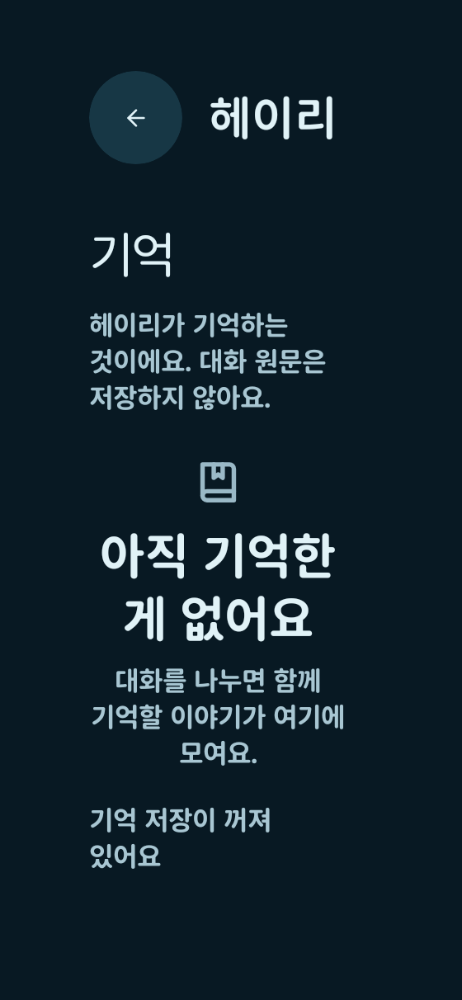 헤이리
기억
헤이리가 기억하는
것이에요. 대화 원문은
저장하지 않아요.
아직 기억한
게 없어요
대화를 나누면 함께
기억할 이야기가 여기에
모여요.
기억 저장이 꺼져
있어요